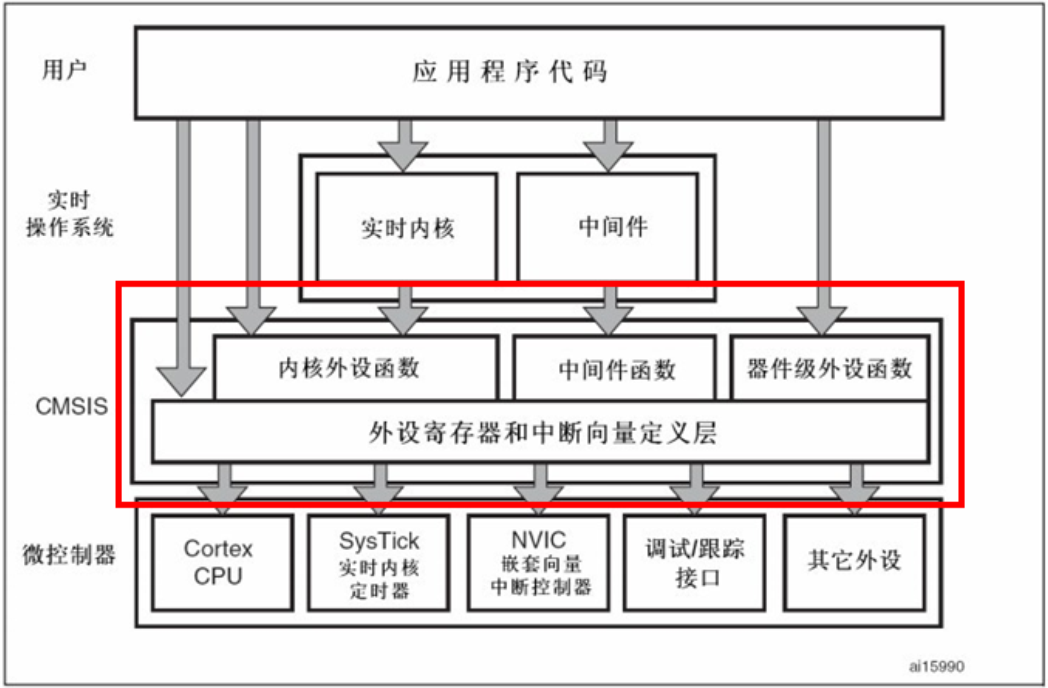 用户
应用程序代码
实时
操作系统
实时内核
中间件
内核外设函数
中间件函数
器件级外设函数
CMSIS
外设寄存器和中断向量定义层
微控制器
Cortex
CPU
SysTick
实时内核
定时器
NVIC
嵌套向量
中断控制器
调试/跟踪
接口
其它外设
ai15990